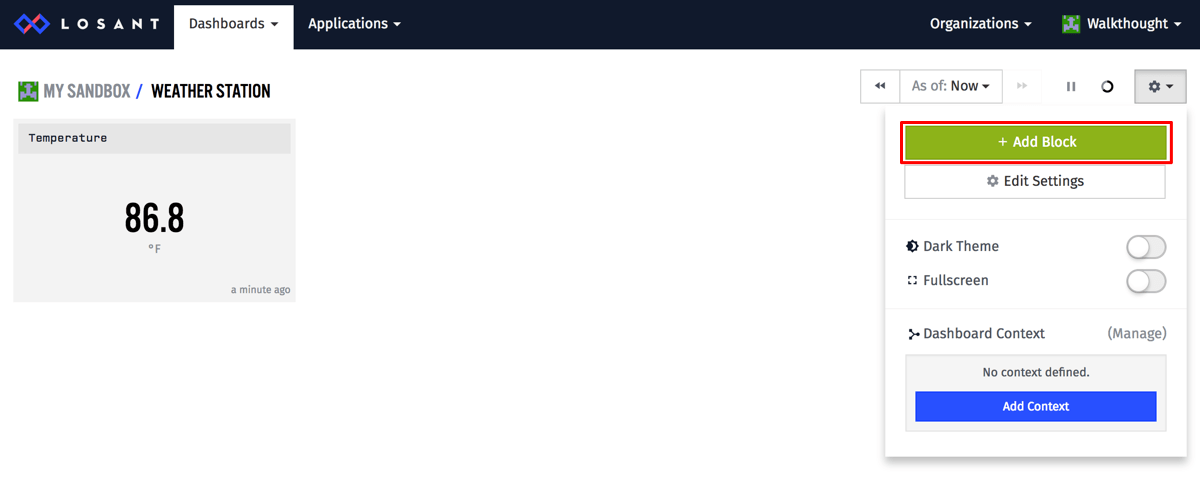 LOSANT Dashboards Applications Organizations Walkthought
MY SANDBOX / WEATHER STATION
As of: Now
Temperature
86.8
°F
a minute ago
+ Add Block
Edit Settings
Dark Theme
Fullscreen
Dashboard Context (Manage)
No context defined.
Add Context